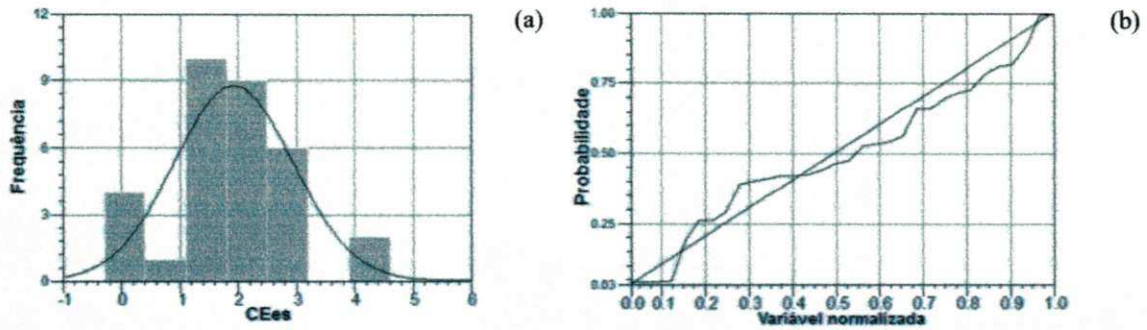 (a)
Frequência
12
9
6
3
0
-1 0 1 2 3 4 5 6
CEes
(b)
Probabilidade
1.00
0.75
0.50
0.25
0.03
0.0 0.1 0.2 0.3 0.4 0.5 0.6 0.7 0.8 0.9 1.0
Variável normalizada